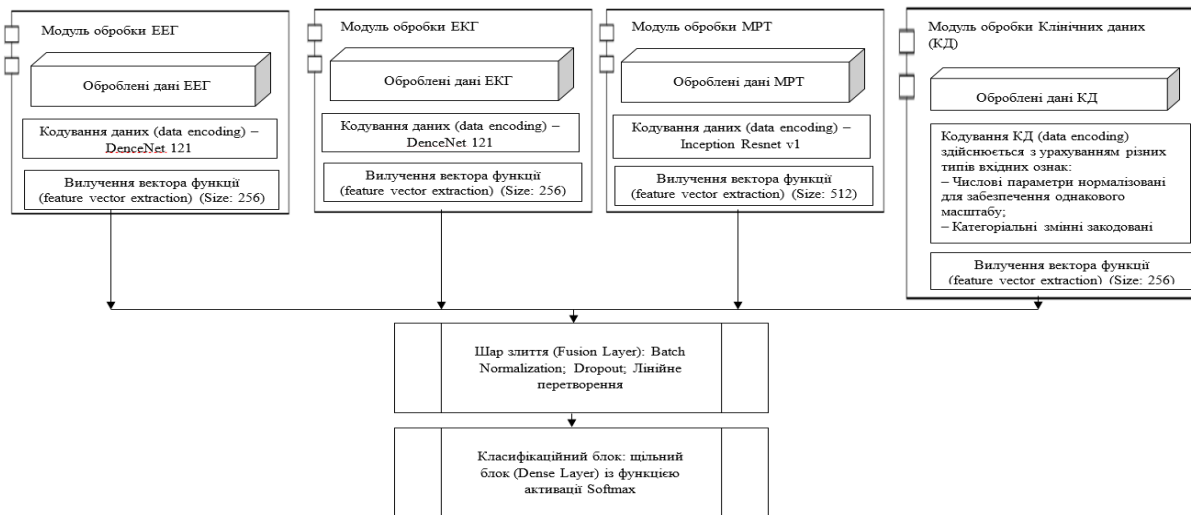 Модуль обробки ЕЕГ
Оброблені дані ЕЕГ
Кодування даних (data encoding) –
DenceNet 121
Вилучення вектора функції
(feature vector extraction) (Size: 256)
Модуль обробки ЕКГ
Оброблені дані ЕКГ
Кодування даних (data encoding) –
DenceNet 121
Вилучення вектора функції
(feature vector extraction) (Size: 256)
Модуль обробки МРТ
Оброблені дані МРТ
Кодування даних (data encoding) –
Inception Resnet v1
Вилучення вектора функції
(feature vector extraction) (Size: 512)
Модуль обробки Клінічних даних
(КД)
Оброблені дані КД
Кодування КД (data encoding)
здійснюється з урахуванням різних
типів вхідних ознак:
– Числові параметри нормалізовані
для забезпечення однакового
масштабу;
– Категоріальні змінні закодовані
Вилучення вектора функції
(feature vector extraction) (Size: 256)
Шар злиття (Fusion Layer): Batch
Normalization; Dropout; Лінійне
перетворення
Класифікаційний блок: щільний
блок (Dense Layer) із функцією
активації Softmax